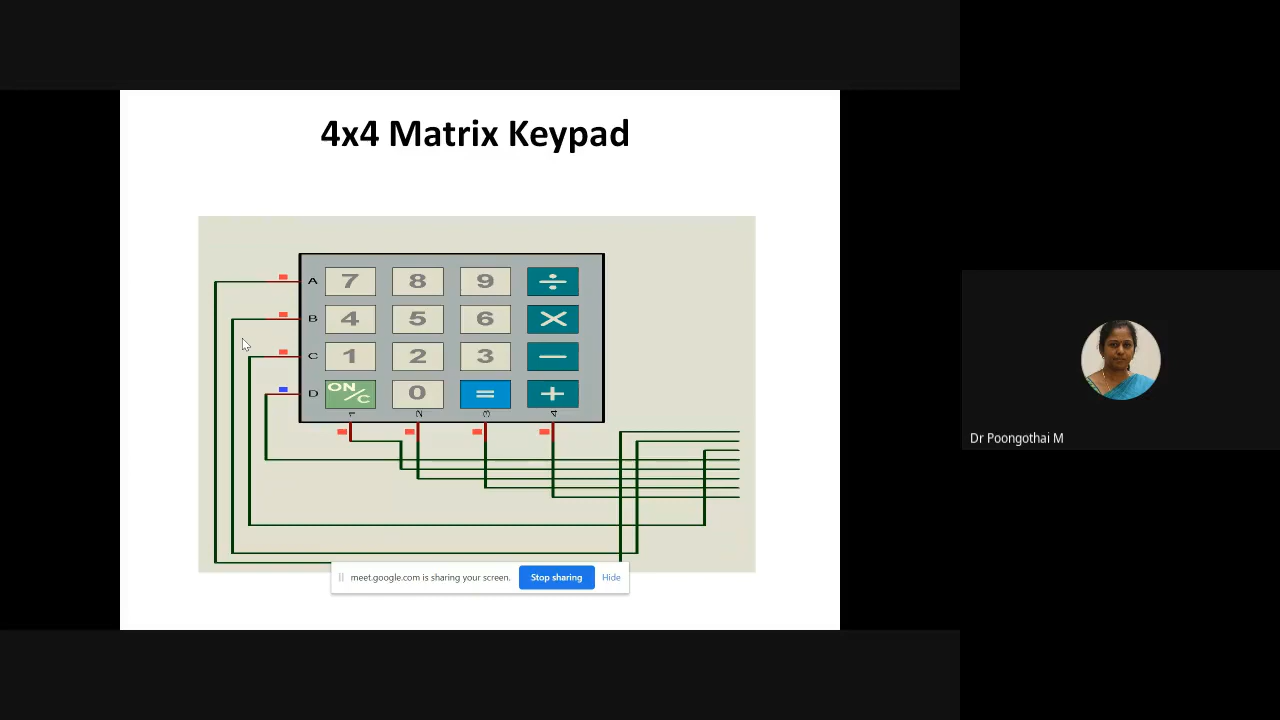 4x4 Matrix Keypad
A 7 8 9 ÷
B 4 5 6 ×
C 1 2 3 −
D ON/C 0 = +
1 2 3 4
Dr Poongothai M
meet.google.com is sharing your screen. Stop sharing Hide